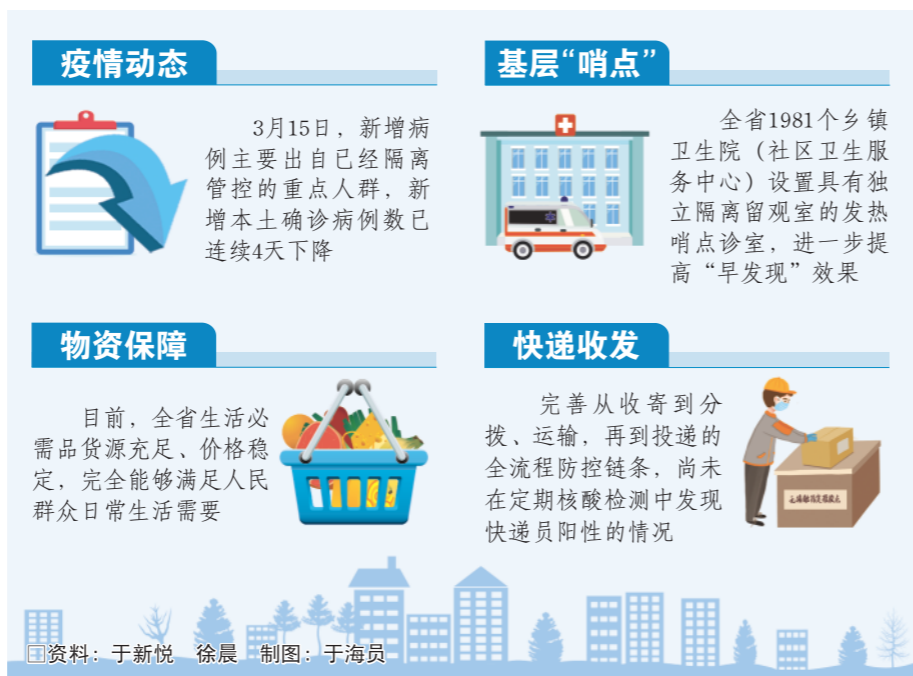 疫情动态
3月15日，新增病
例主要出自已经隔离
管控的重点人群，新
增本土确诊病例数已
连续4天下降
基层“哨点”
全省1981个乡镇
卫生院（社区卫生服
务中心）设置具有独
立隔离留观室的发热
哨点诊室，进一步提
高“早发现”效果
物资保障
目前，全省生活必
需品货源充足、价格稳
定，完全能够满足人民
群众日常生活需要
快递收发
完善从收寄到分
拨、运输，再到投递的
全流程防控链条，尚未
在定期核酸检测中发现
快递员阳性的情况
□资料：于新悦 徐晨 制图：于海员